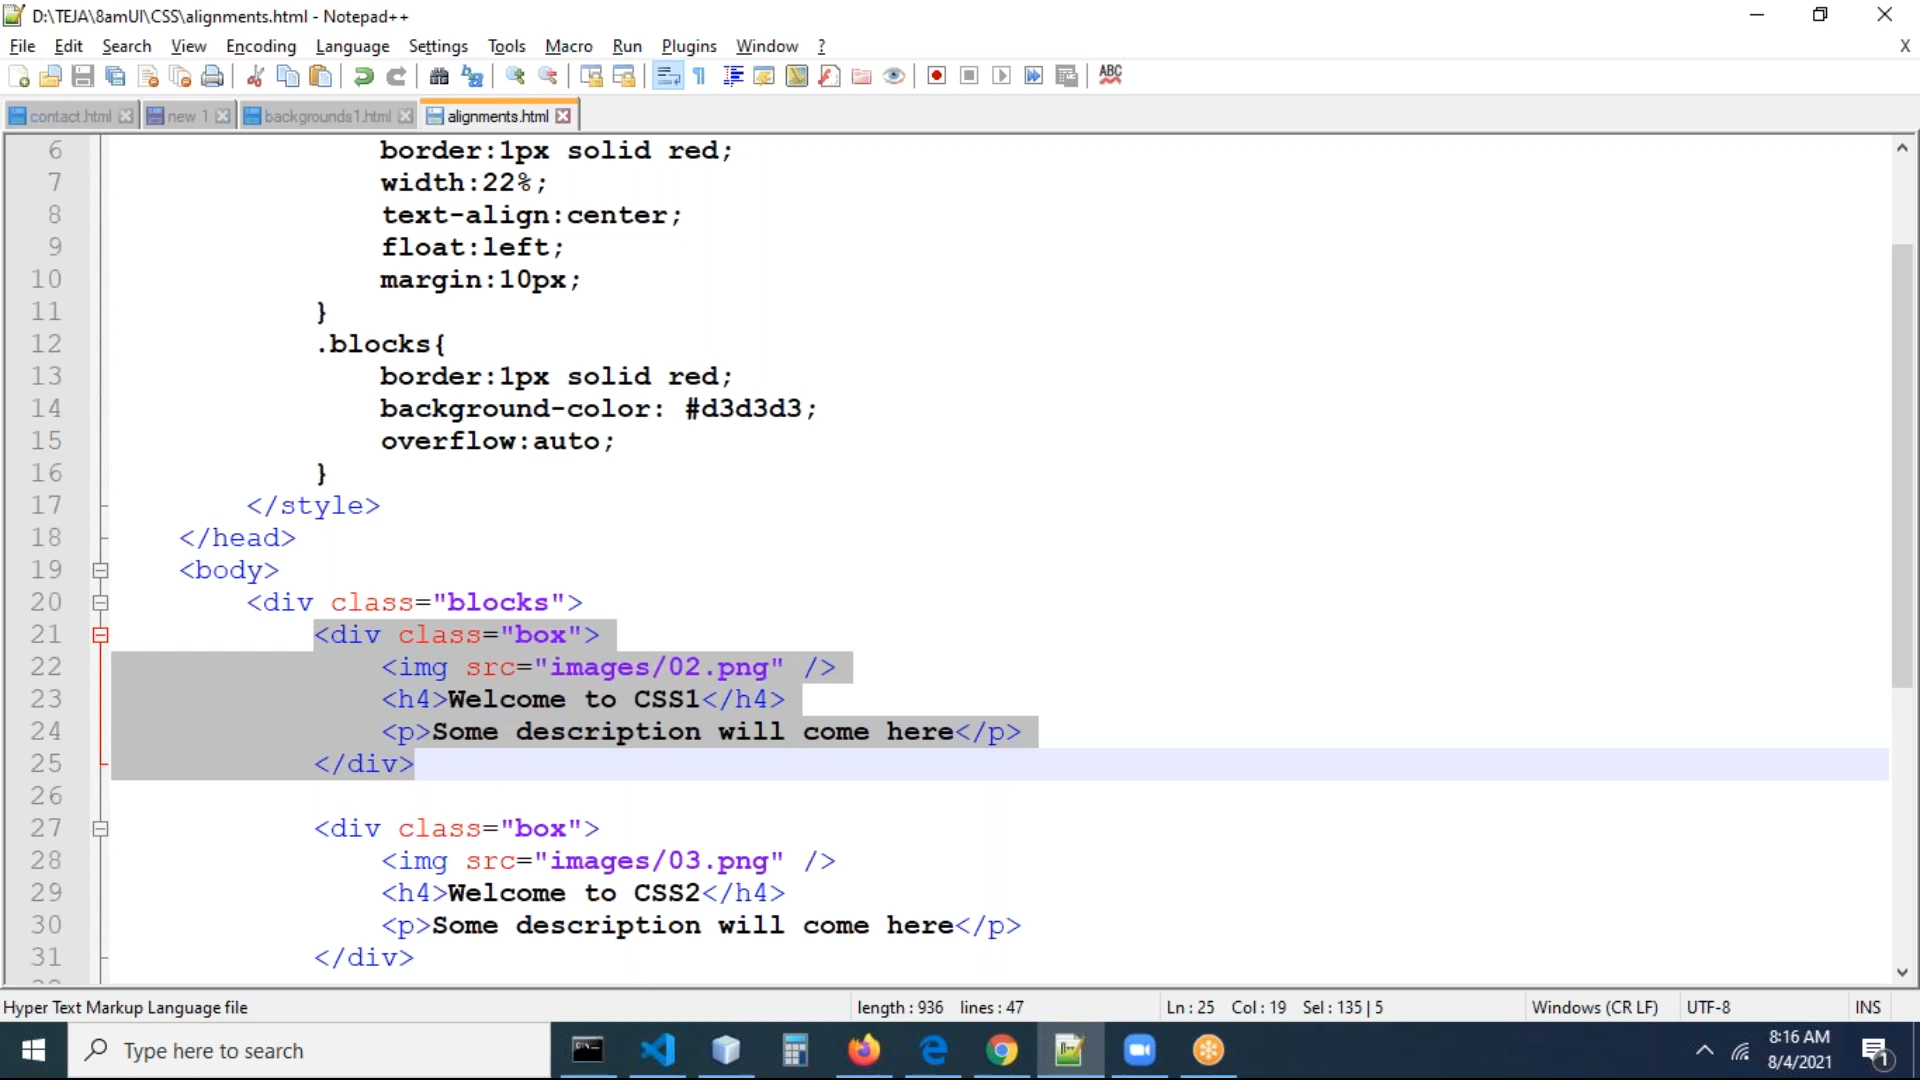 D:\TEJA\8amUI\CSS\alignments.html - Notepad++
File Edit Search View Encoding Language Settings Tools Macro Run Plugins Window ? X
ABC
contact.html new 1 backgrounds1.html alignments.html
6 border:1px solid red;
7 width:22%;
8 text-align:center;
9 float:left;
10 margin:10px;
11 }
12 .blocks{
13 border:1px solid red;
14 background-color: #d3d3d3;
15 overflow:auto;
16 }
17 </style>
18 </head>
19 <body>
20 <div class="blocks">
21 <div class="box">
22 <img src="images/02.png" />
23 <h4>Welcome to CSS1</h4>
24 <p>Some description will come here</p>
25 </div>
26
27 <div class="box">
28 <img src="images/03.png" />
29 <h4>Welcome to CSS2</h4>
30 <p>Some description will come here</p>
31 </div>
Hyper Text Markup Language file length : 936 lines : 47 Ln : 25 Col : 19 Sel : 135 | 5 Windows (CR LF) UTF-8 INS
Type here to search
8:16 AM
8/4/2021
1